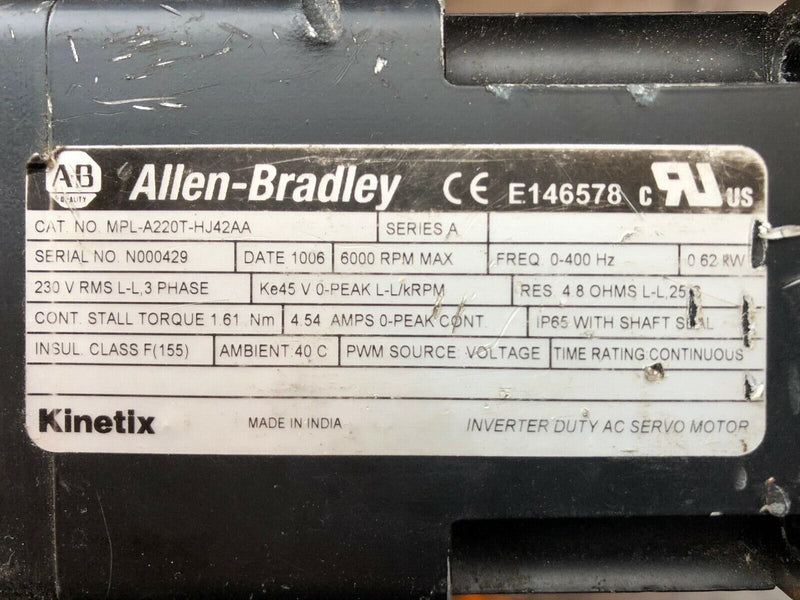 A-B Allen-Bradley CE E146578 c RU US
QUALITY
CAT. NO. MPL-A220T-HJ42AA SERIES A
SERIAL NO. N000429 DATE 1006 6000 RPM MAX FREQ. 0-400 Hz 0.62 KW
230 V RMS L-L,3 PHASE Ke45 V 0-PEAK L-L/kRPM RES. 4.8 OHMS L-L,25
CONT. STALL TORQUE 1.61 Nm 4.54 AMPS 0-PEAK CONT. IP65 WITH SHAFT SEAL
INSUL. CLASS F(155) AMBIENT 40 C PWM SOURCE: VOLTAGE TIME RATING:CONTINUOUS
Kinetix MADE IN INDIA INVERTER DUTY AC SERVO MOTOR